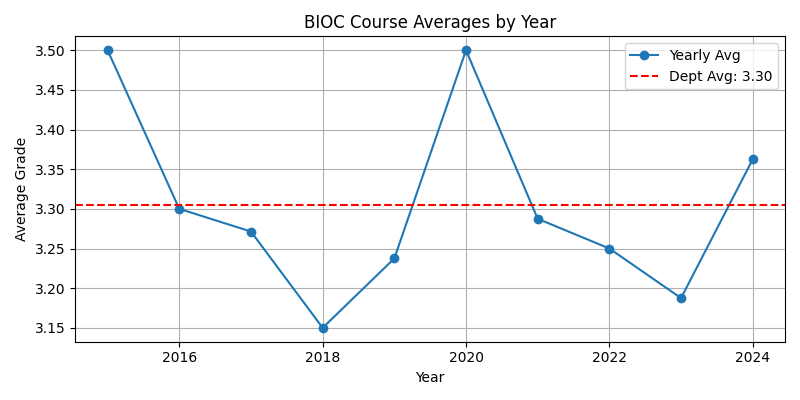 BIOC Course Averages by Year
Yearly Avg
Dept Avg: 3.30
Average Grade
3.50
3.45
3.40
3.35
3.30
3.25
3.20
3.15
2016
2018
2020
2022
2024
Year